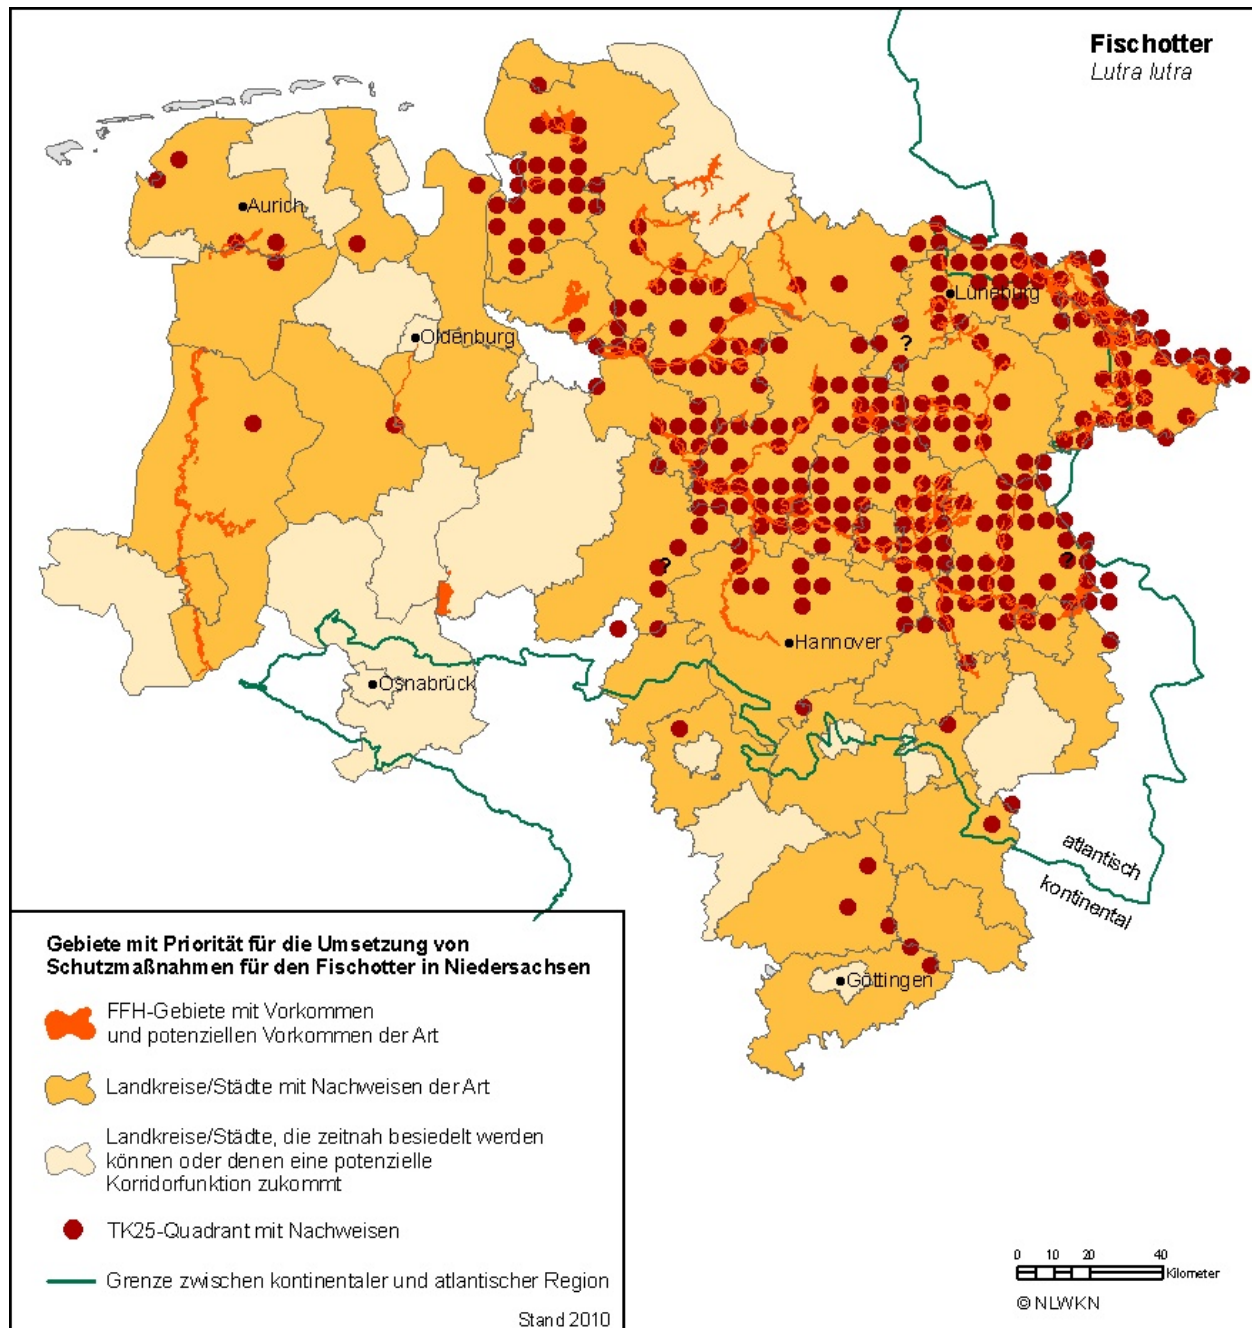 Fischotter
Lutra lutra
Aurich
Oldenburg
Lüneburg
?
?
?
Hannover
Osnabrück
atlantisch
kontinental
Göttingen
Gebiete mit Priorität für die Umsetzung von
Schutzmaßnahmen für den Fischotter in Niedersachsen
FFH-Gebiete mit Vorkommen
und potenziellen Vorkommen der Art
Landkreise/Städte mit Nachweisen der Art
Landkreise/Städte, die zeitnah besiedelt werden
können oder denen eine potenzielle
Korridorfunktion zukommt
TK25-Quadrant mit Nachweisen
Grenze zwischen kontinentaler und atlantischer Region
Stand 2010
0 10 20 40
Kilometer
© NLWKN